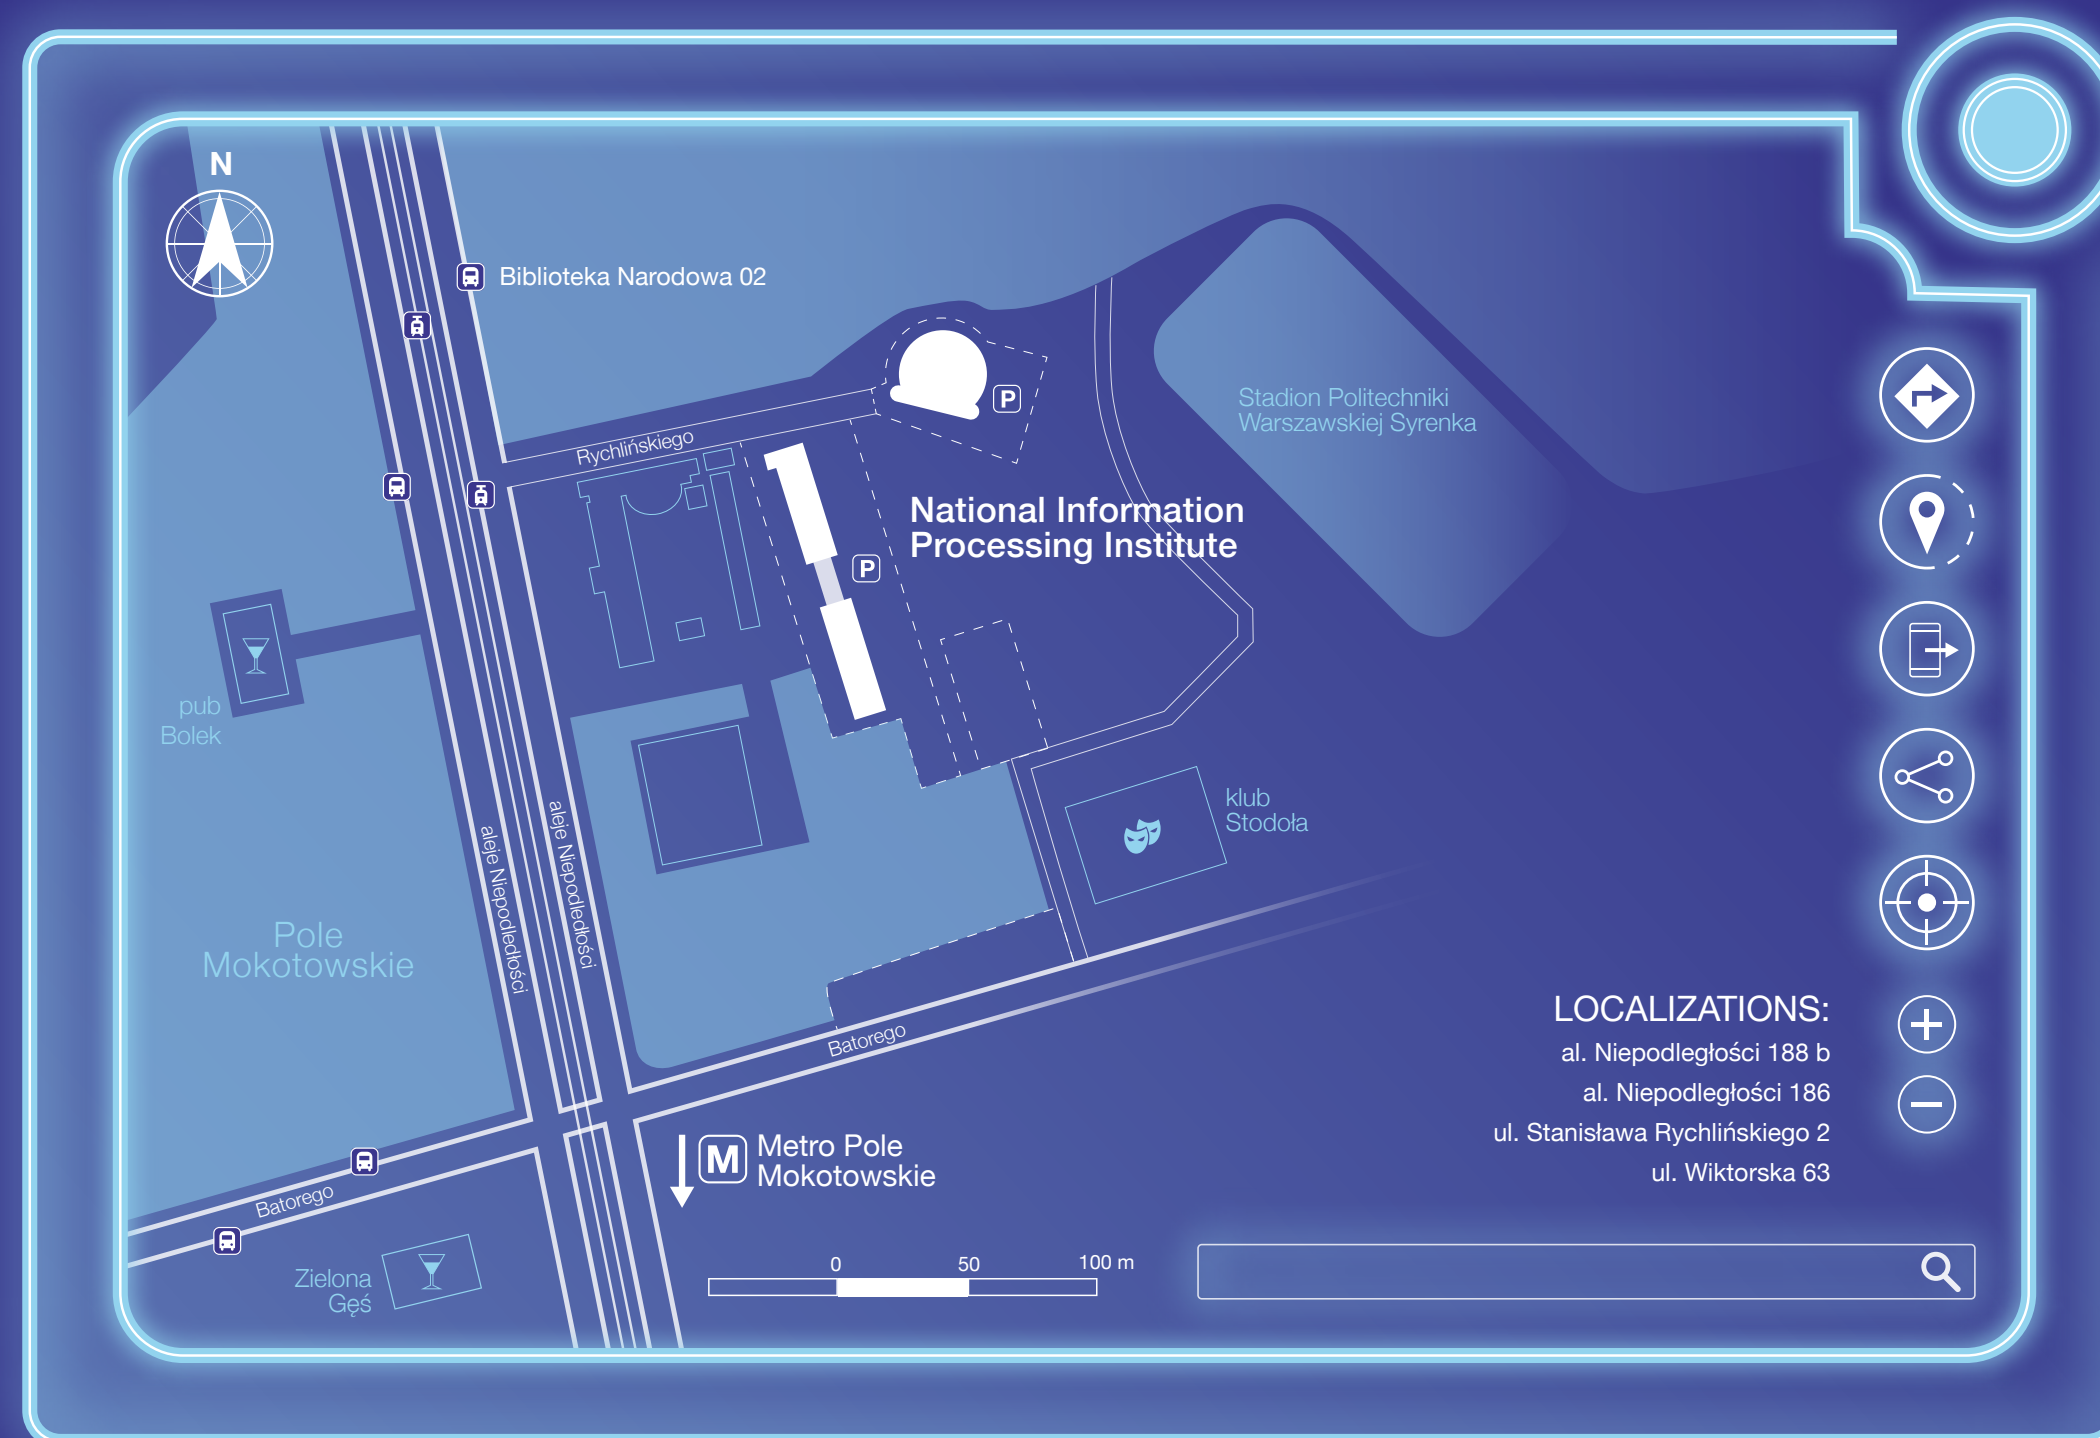 N
Biblioteka Narodowa 02
Rychlińskiego
P
Stadion Politechniki
Warszawskiej Syrenka
National Information
Processing Institute
P
pub
Bolek
klub
Stodoła
aleje Niepodledłości
aleje Niepodledłości
Pole
Mokotowskie
Batorego
LOCALIZATIONS:
al. Niepodległości 188 b
al. Niepodległości 186
ul. Stanisława Rychlińskiego 2
ul. Wiktorska 63
M
Metro Pole
Mokotowskie
Batorego
Zielona
Gęś
0 50 100 m